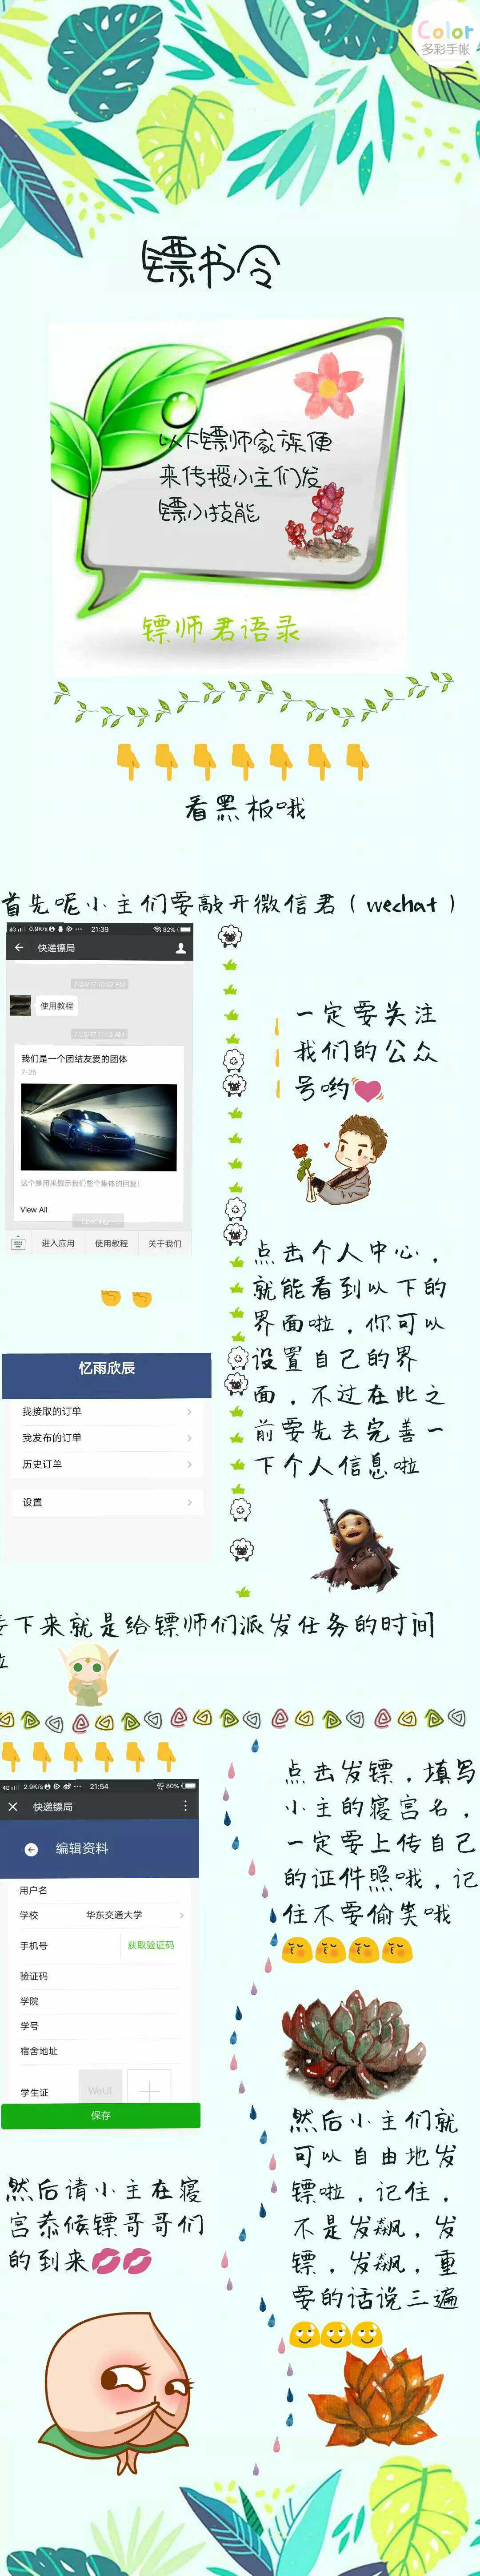 Color
多彩手帐
镖书令
以下镖师家族便
来传授小主们发
镖小技能
镖师君语录
看黑板哦
首先呢小主们要敲开微信君（wechat）
4G 0.9K/s 21:39 82%
快递镖局
7/24/17 10:02 PM
使用教程
7/25/17 11:15 AM
我们是一个团结友爱的团体
7-25
这个是用来展示我们整个集体的回复！
View All
Loading
进入应用 使用教程 关于我们
一定要关注
我们的公众
号哟
点击个人中心，
就能看到以下的
界面啦，你可以
设置自己的界
面，不过在此之
前要先去完善一
下个人信息啦
忆雨欣辰
我接取的订单
我发布的订单
历史订单
设置
接下来就是给镖师们派发任务的时间
啦
4G 2.9K/s 21:54 80%
快递镖局
编辑资料
用户名
学校 华东交通大学
手机号 获取验证码
验证码
学院
学号
宿舍地址
学生证 WeUI
保存
点击发镖，填写
小主的寝宫名，
一定要上传自己
的证件照哦，记
住不要偷笑哦
然后小主们就
可以自由地发
镖啦，记住，
不是发飙，发
镖，发飙，重
要的话说三遍
然后请小主在寝
宫恭候镖哥哥们
的到来